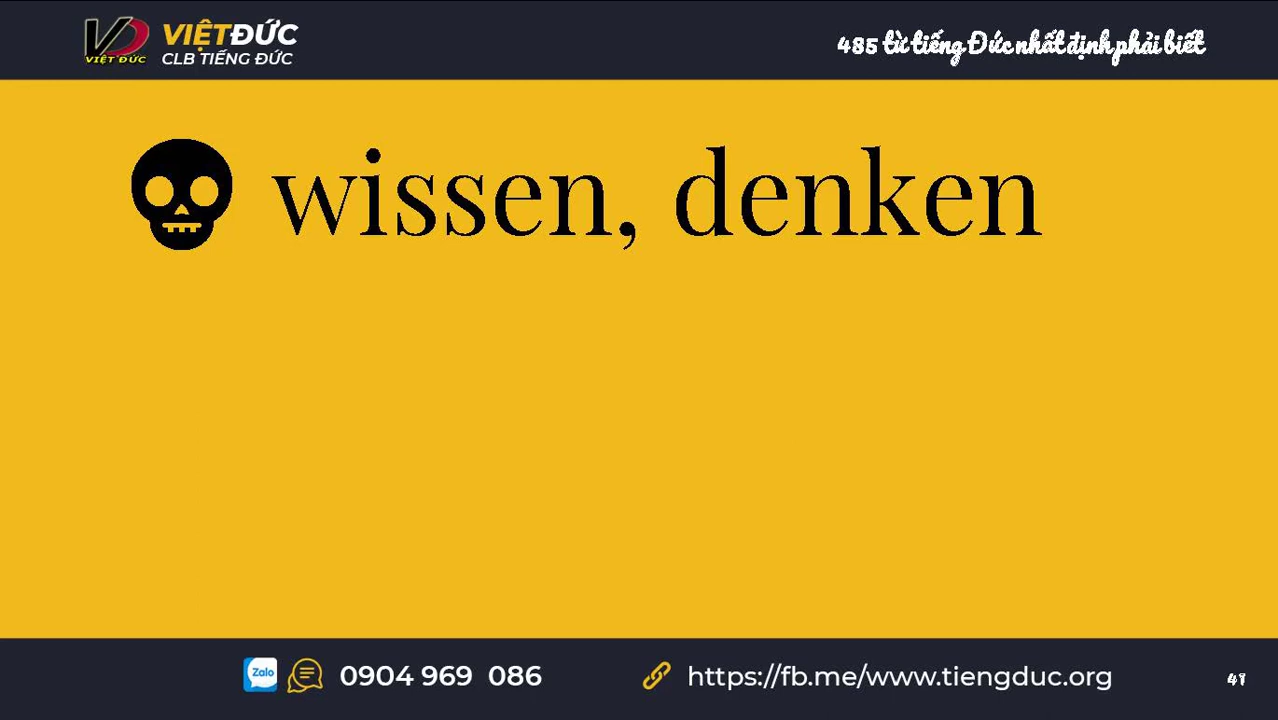 VIỆT ĐỨC
VIỆTĐỨC
CLB TIẾNG ĐỨC
485 từ tiếng Đức nhất định phải biết
wissen, denken
Zalo
0904 969 086
https://fb.me/www.tiengduc.org
41